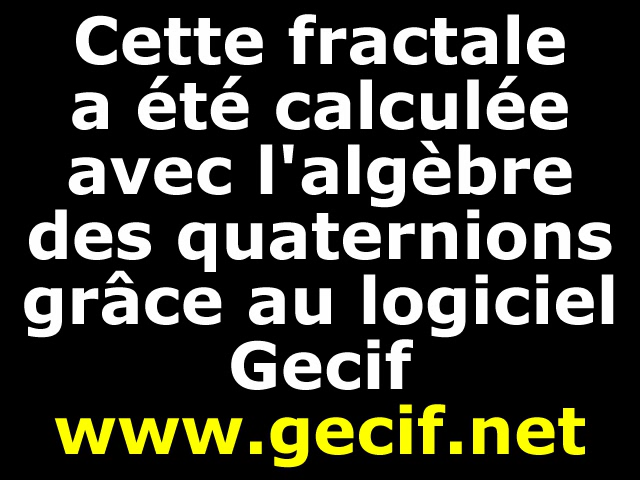 Cette fractale
a été calculée
avec l'algèbre
des quaternions
grâce au logiciel
Gecif
www.gecif.net